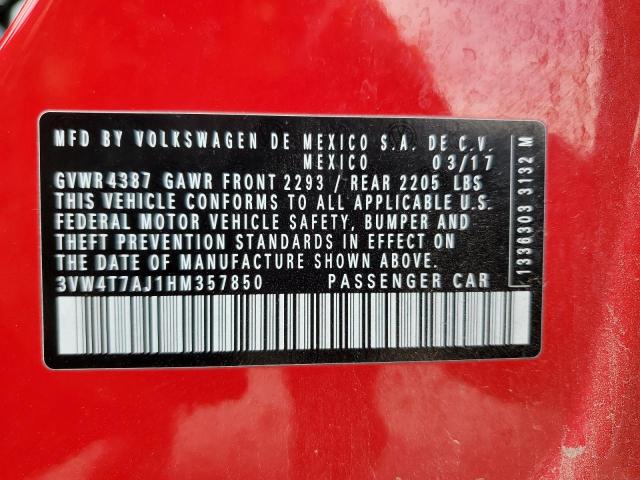 MFD BY VOLKSWAGEN DE MEXICO S.A. DE C.V.
MEXICO 03/17
GVWR4387 GAWR FRONT 2293 / REAR 2205 LBS
THIS VEHICLE CONFORMS TO ALL APPLICABLE U.S.
FEDERAL MOTOR VEHICLE SAFETY, BUMPER AND
THEFT PREVENTION STANDARDS IN EFFECT ON
THE DATE OF MANUFACTURE SHOWN ABOVE.
3VW4T7AJ1HM357850 PASSENGER CAR
1336303 3132 M